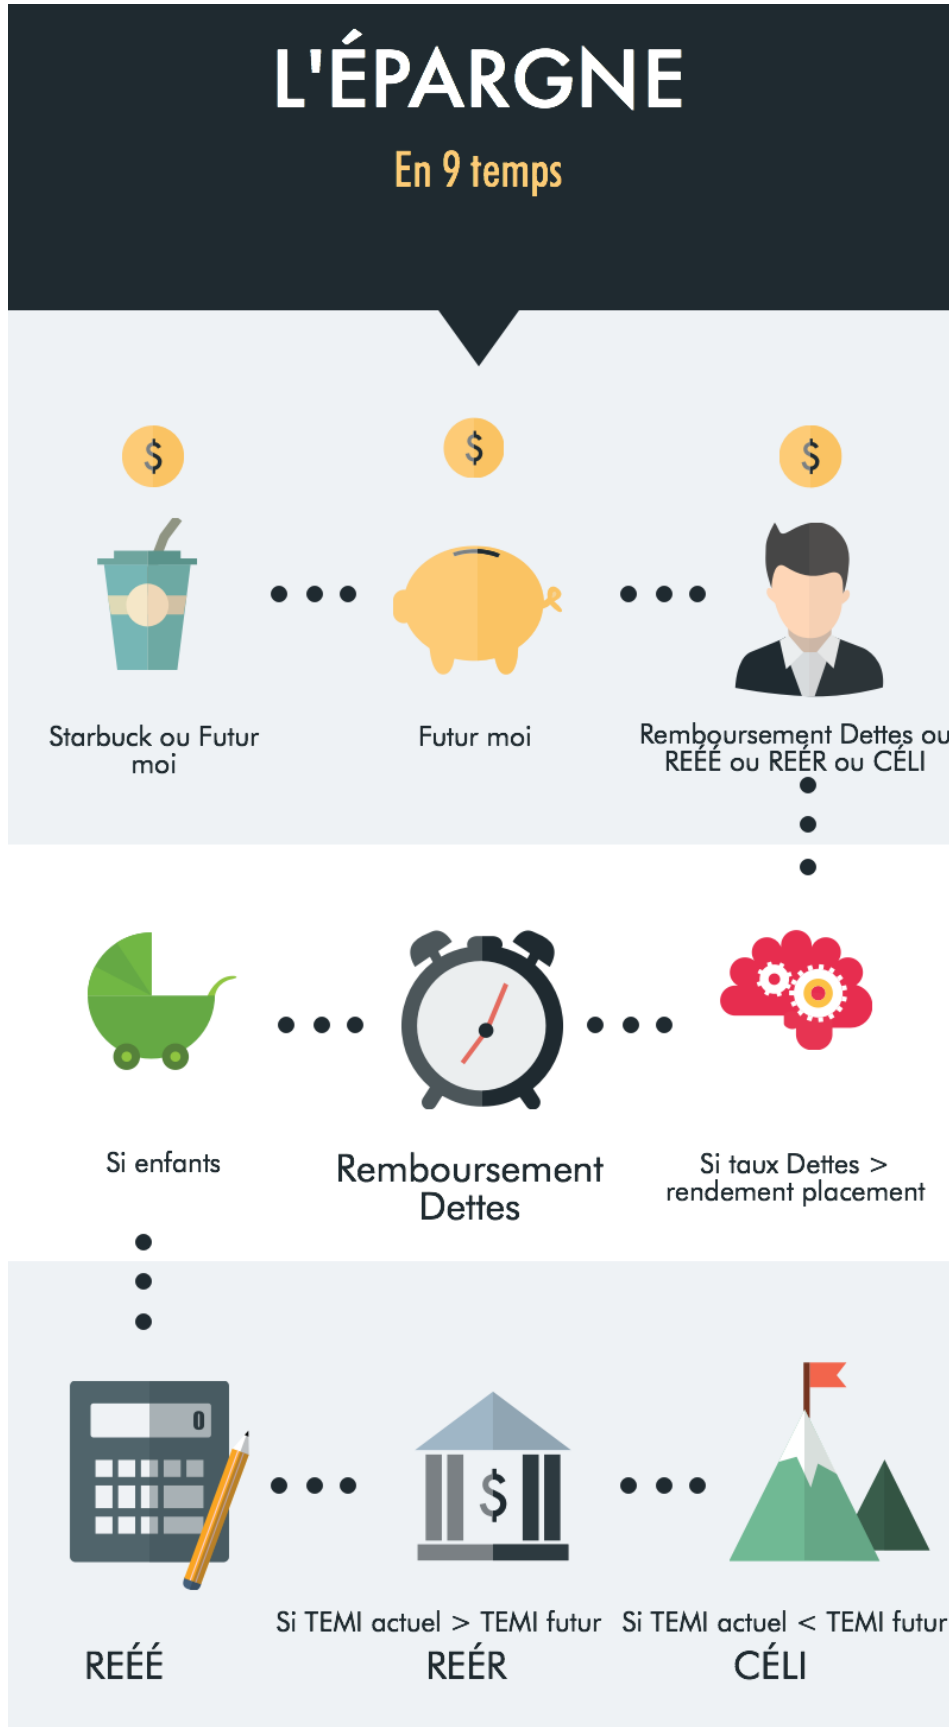 L'ÉPARGNE
En 9 temps
$
$
$
Starbuck ou Futur
moi
Futur moi
Remboursement Dettes ou
REÉÉ ou REÉR ou CÉLI
Si enfants
Remboursement
Dettes
Si taux Dettes >
rendement placement
0
$
REÉÉ
Si TEMI actuel > TEMI futur
REÉR
Si TEMI actuel < TEMI futur
CÉLI